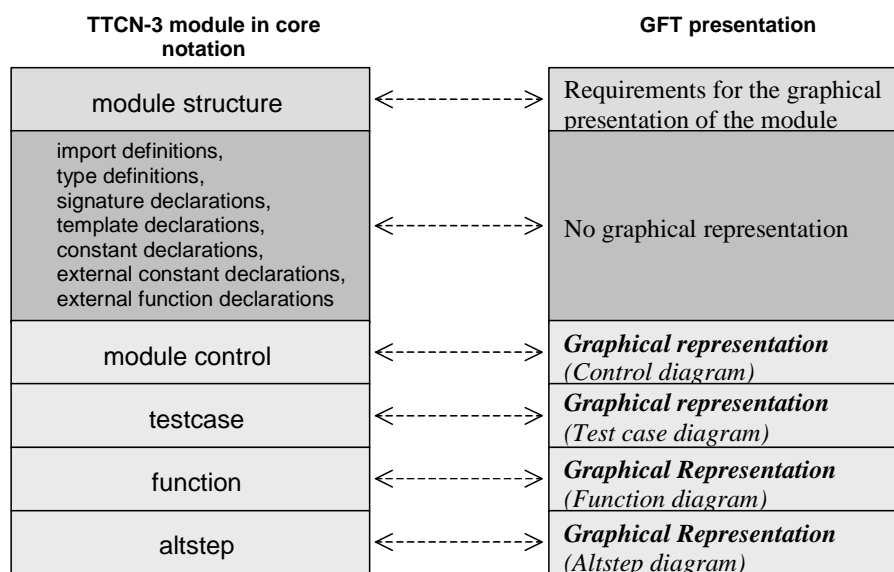 TTCN-3 module in core
notation
GFT presentation
module structure
Requirements for the graphical
presentation of the module
import definitions,
type definitions,
signature declarations,
template declarations,
constant declarations,
external constant declarations,
external function declarations
No graphical representation
module control
Graphical representation
(Control diagram)
testcase
Graphical representation
(Test case diagram)
function
Graphical Representation
(Function diagram)
altstep
Graphical Representation
(Altstep diagram)